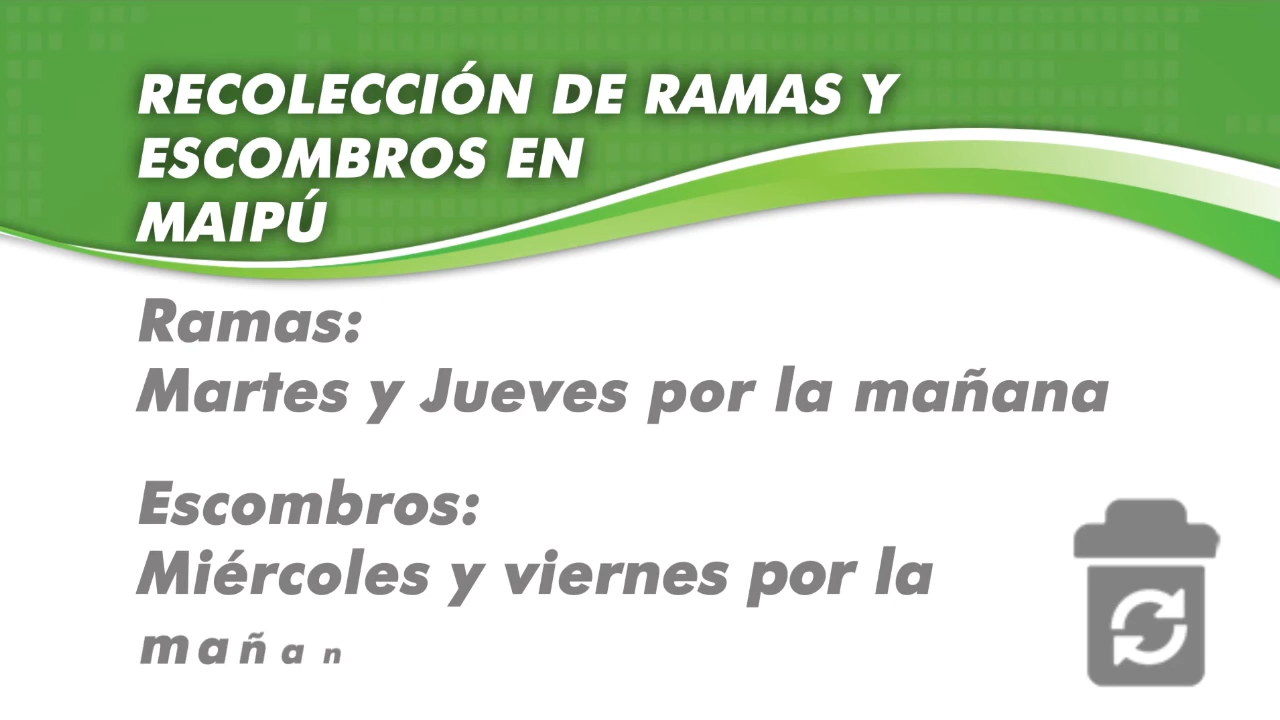 RECOLECCIÓN DE RAMAS Y
ESCOMBROS EN
MAIPÚ
Ramas:
Martes y Jueves por la mañana
Escombros:
Miércoles y viernes por la
mañan